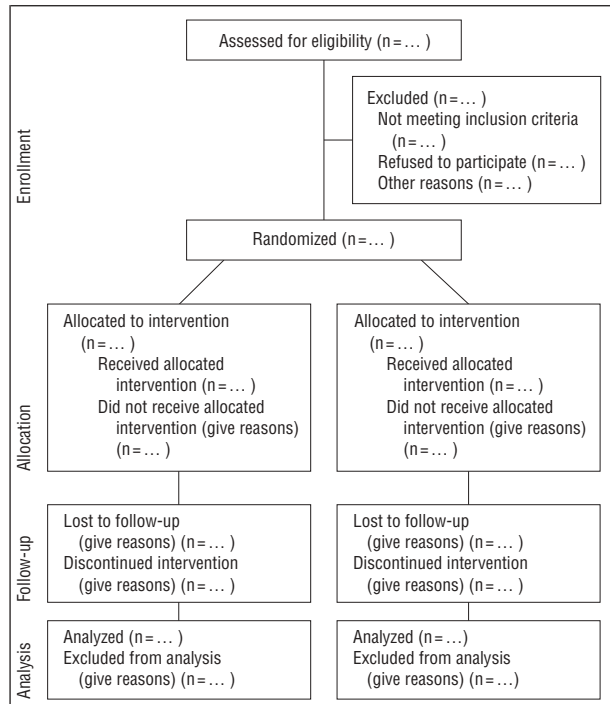 Assessed for eligibility (n=… )
Excluded (n=… )
Not meeting inclusion criteria
(n=… )
Refused to participate (n=… )
Other reasons (n=… )
Enrollment
Randomized (n=… )
Allocated to intervention
(n=… )
Received allocated
intervention (n=… )
Did not receive allocated
intervention (give reasons)
(n=… )
Allocated to intervention
(n=… )
Received allocated
intervention (n=… )
Did not receive allocated
intervention (give reasons)
(n=… )
Allocation
Lost to follow-up
(give reasons) (n=… )
Discontinued intervention
(give reasons) (n=… )
Lost to follow-up
(give reasons) (n=… )
Discontinued intervention
(give reasons) (n=… )
Follow-up
Analyzed (n=… )
Excluded from analysis
(give reasons) (n=… )
Analyzed (n=…)
Excluded from analysis
(give reasons) (n=…)
Analysis